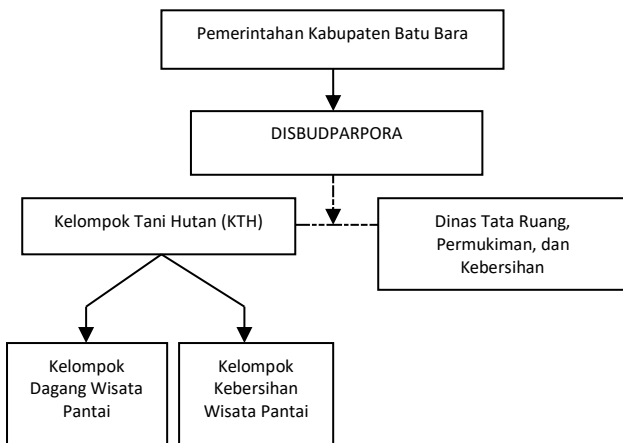 Pemerintahan Kabupaten Batu Bara
DISBUDPARPORA
Kelompok Tani Hutan (KTH)
Dinas Tata Ruang,
Permukiman, dan
Kebersihan
Kelompok
Dagang Wisata
Pantai
Kelompok
Kebersihan
Wisata Pantai